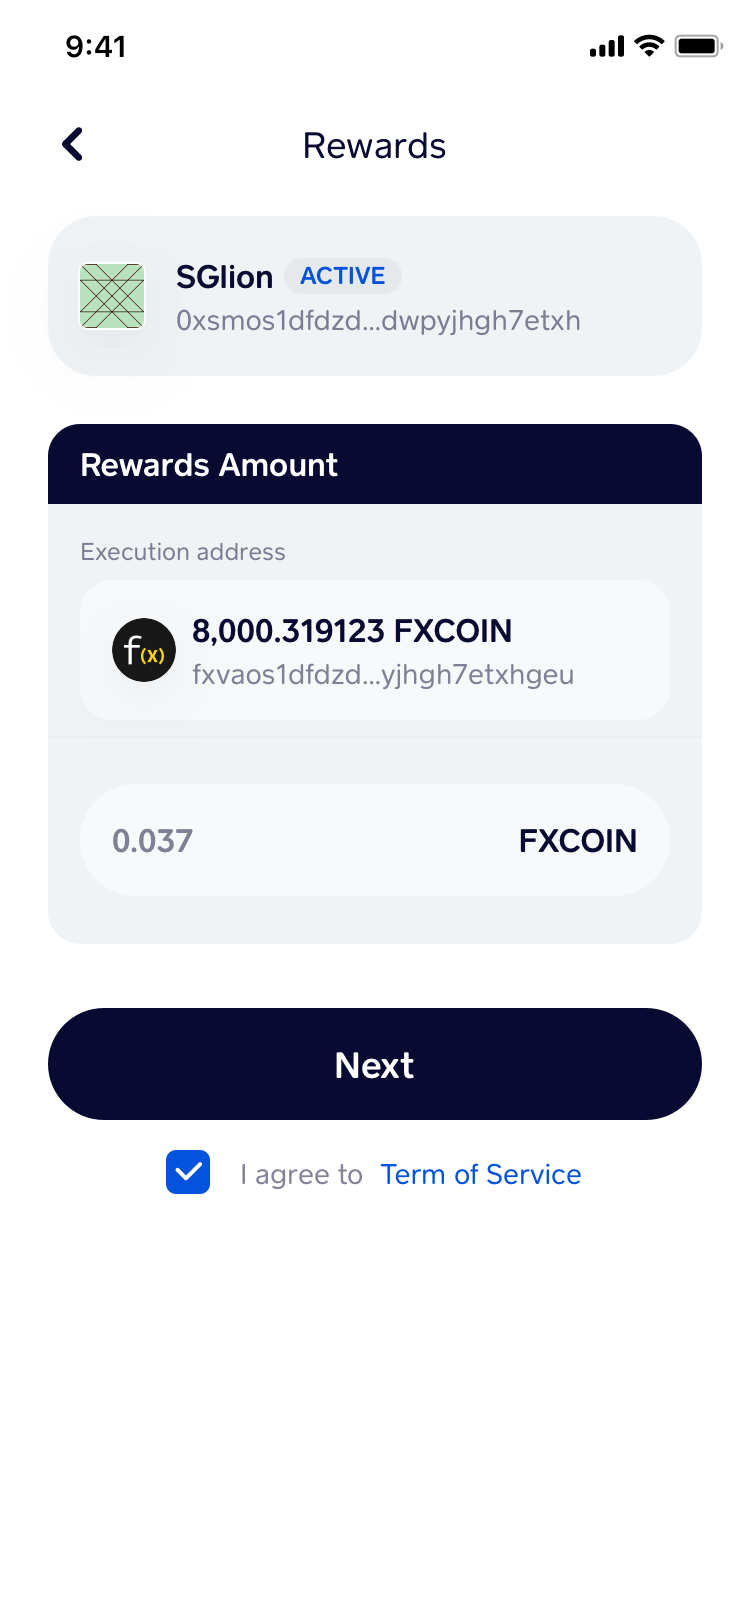 9:41
Rewards
SGlion ACTIVE
0xsmos1dfdzd...dwpyjhgh7etxh
Rewards Amount
Execution address
f(x)
8,000.319123 FXCOIN
fxvaos1dfdzd...yjhgh7etxhgeu
0.037 FXCOIN
Next
I agree to Term of Service